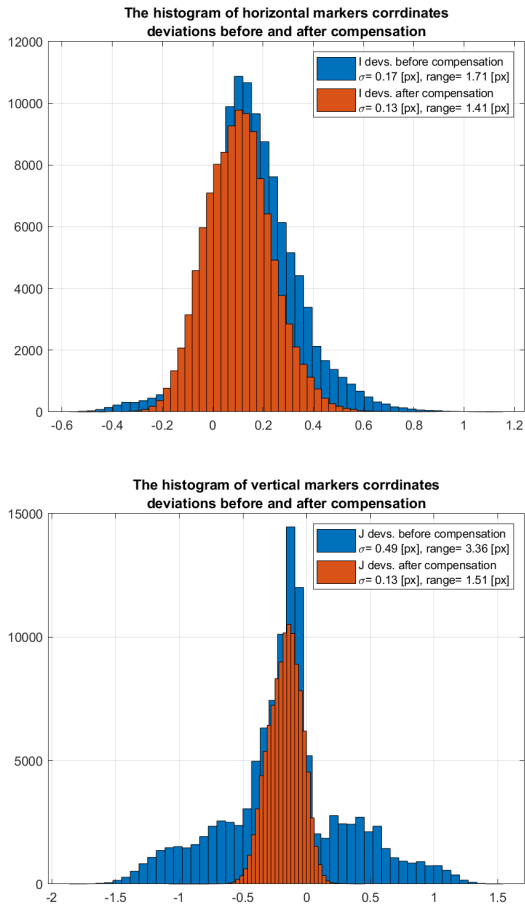 The histogram of horizontal markers corrdinates
deviations before and after compensation
12000
10000
8000
6000
4000
2000
0
I devs. before compensation
σ= 0.17 [px], range= 1.71 [px]
I devs. after compensation
σ= 0.13 [px], range= 1.41 [px]
-0.6 -0.4 -0.2 0 0.2 0.4 0.6 0.8 1 1.2
The histogram of vertical markers corrdinates
deviations before and after compensation
15000
10000
5000
0
J devs. before compensation
σ= 0.49 [px], range= 3.36 [px]
J devs. after compensation
σ= 0.13 [px], range= 1.51 [px]
-2 -1.5 -1 -0.5 0 0.5 1 1.5